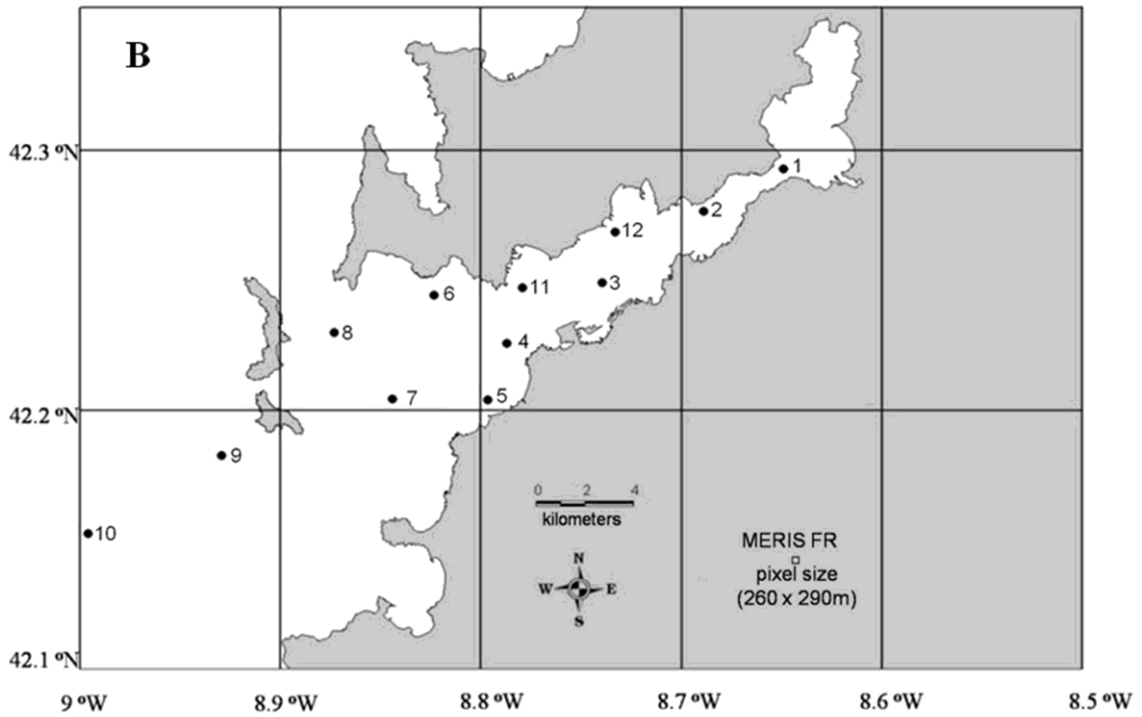 B
42.3 ºN
1
2
12
3
11
6
8
4
7
5
42.2 ºN
9
10
0 2 4
kilometers
N
W E
S
MERIS FR
pixel size
(260 x 290m)
42.1 ºN
9 ºW 8.9 ºW 8.8 ºW 8.7 ºW 8.6 ºW 8.5 ºW